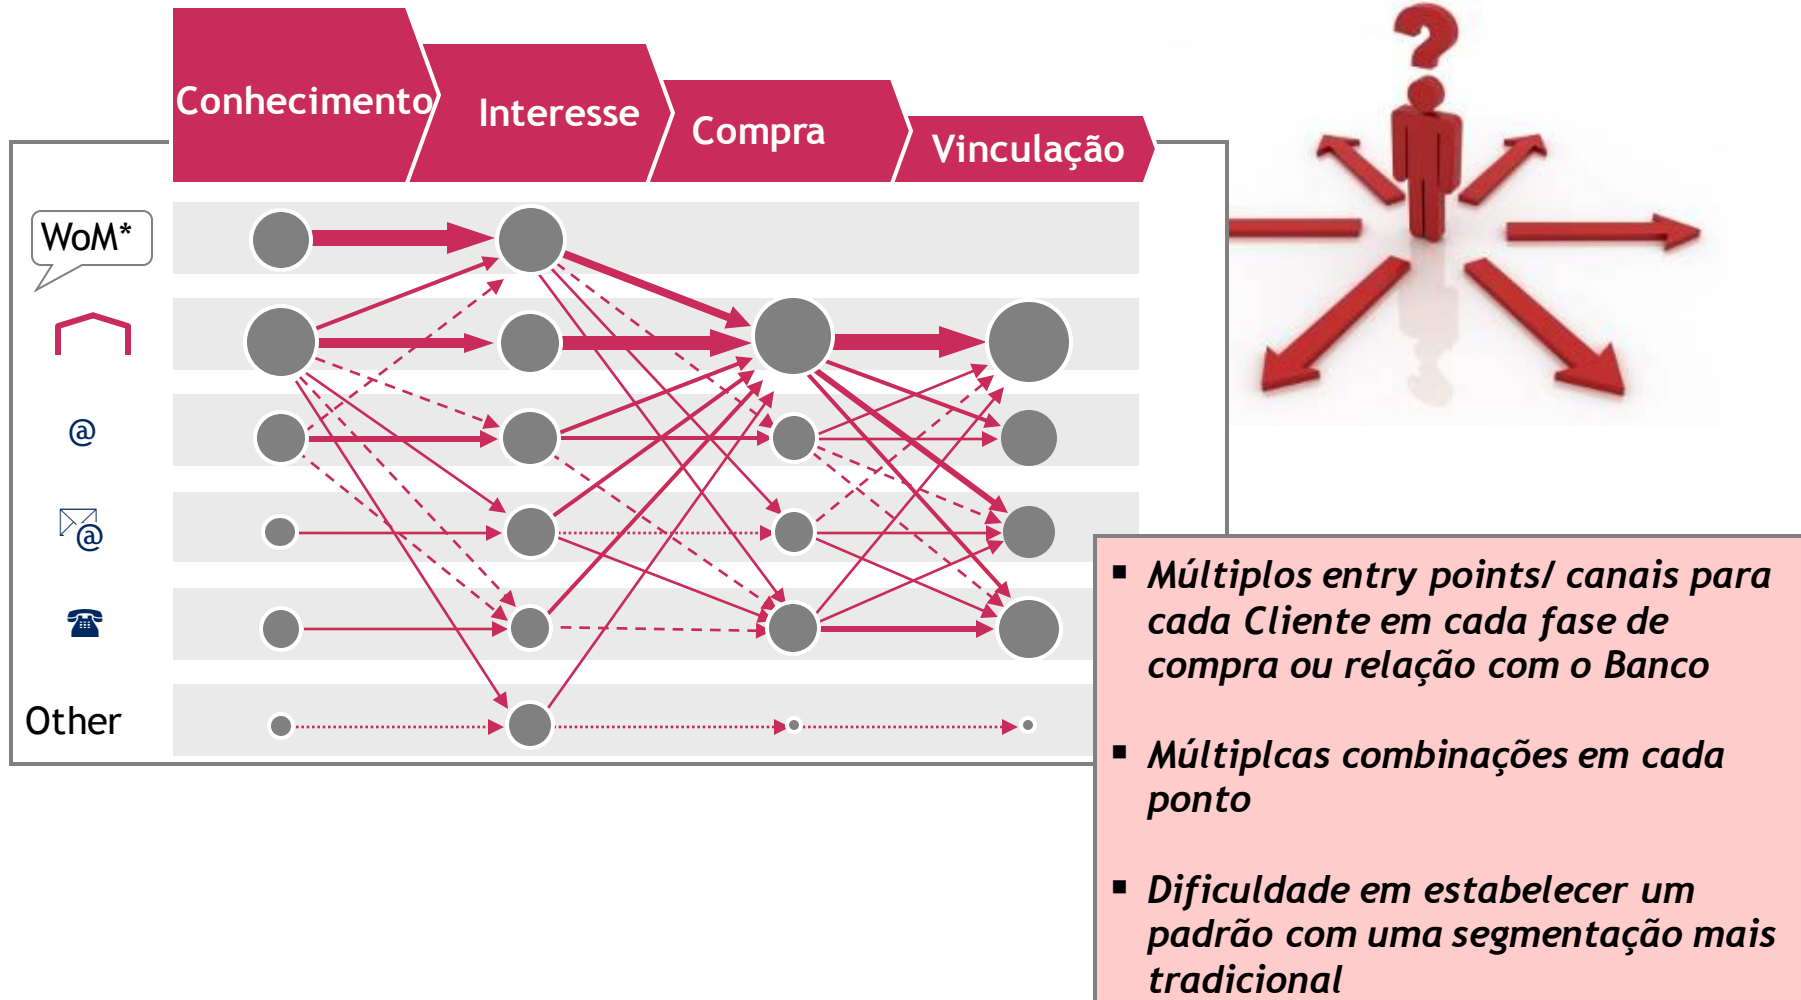 Conhecimento
Interesse
Compra
Vinculação
WoM*
@
@
Other
?
▪ Múltiplos entry points/ canais para
cada Cliente em cada fase de
compra ou relação com o Banco
▪ Múltiplcas combinações em cada
ponto
▪ Dificuldade em estabelecer um
padrão com uma segmentação mais
tradicional